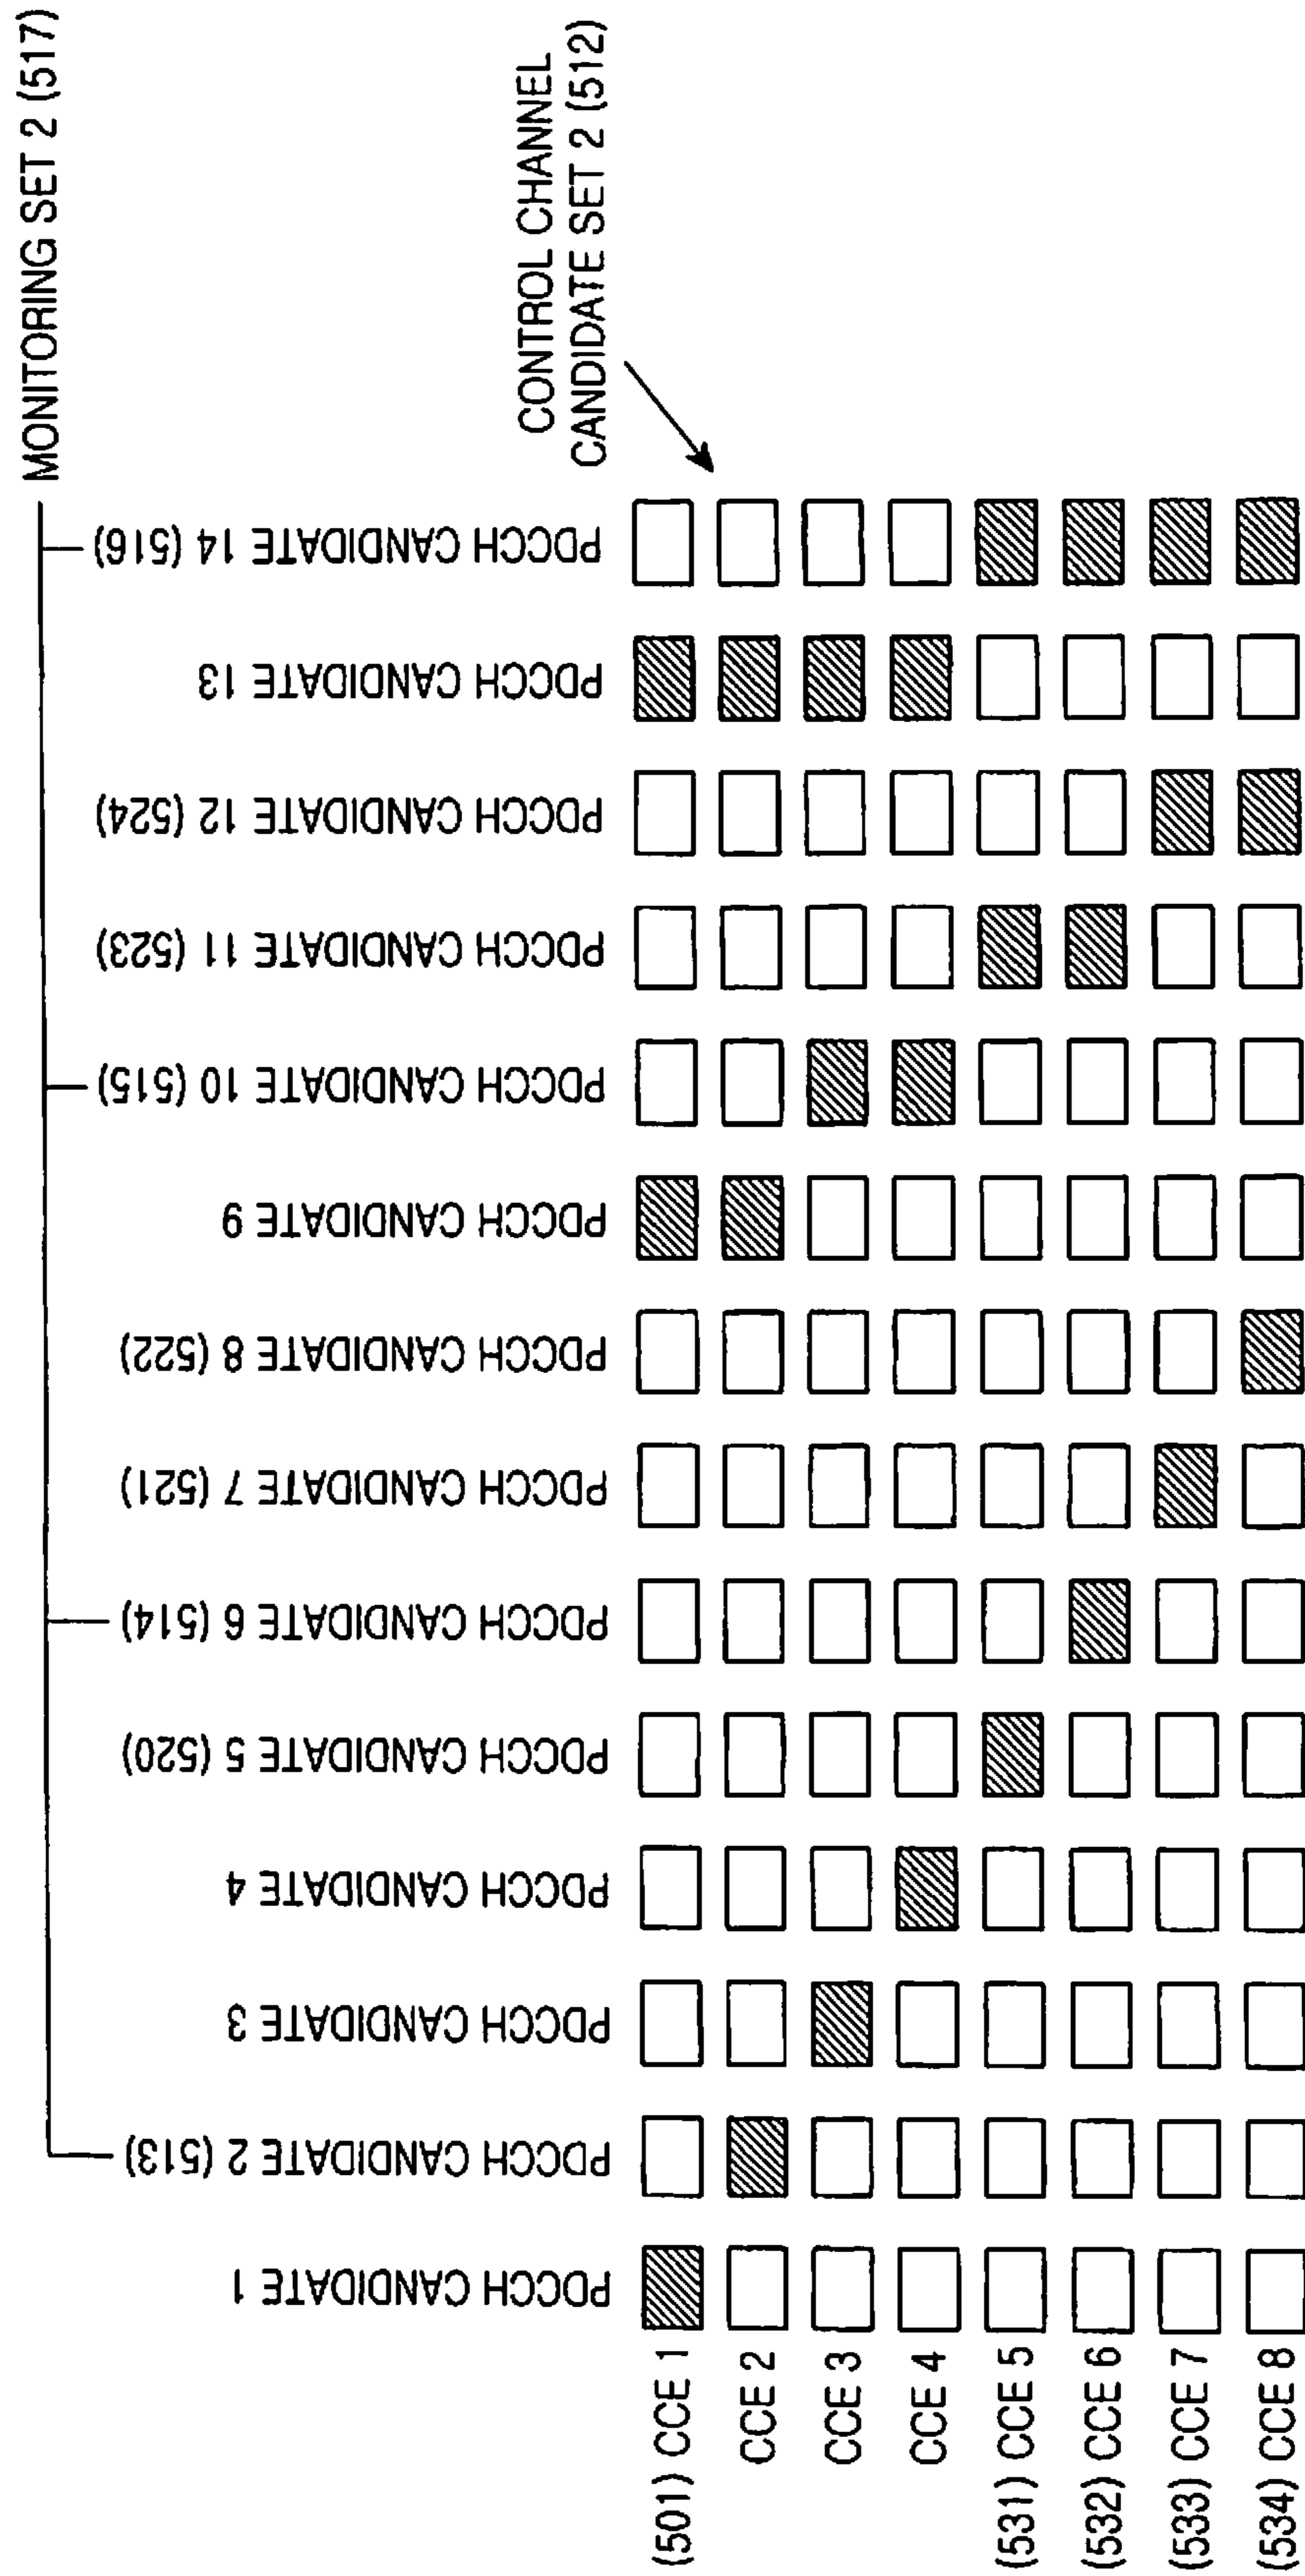 MONITORING SET 2 (517)
CONTROL CHANNEL
CANDIDATE SET 2 (512)
PDCCH CANDIDATE 1
PDCCH CANDIDATE 2 (513)
PDCCH CANDIDATE 3
PDCCH CANDIDATE 4
PDCCH CANDIDATE 5 (520)
PDCCH CANDIDATE 6 (514)
PDCCH CANDIDATE 7 (521)
PDCCH CANDIDATE 8 (522)
PDCCH CANDIDATE 9
PDCCH CANDIDATE 10 (515)
PDCCH CANDIDATE 11 (523)
PDCCH CANDIDATE 12 (524)
PDCCH CANDIDATE 13
PDCCH CANDIDATE 14 (516)
(501) CCE 1
CCE 2
CCE 3
CCE 4
(531) CCE 5
(532) CCE 6
(533) CCE 7
(534) CCE 8